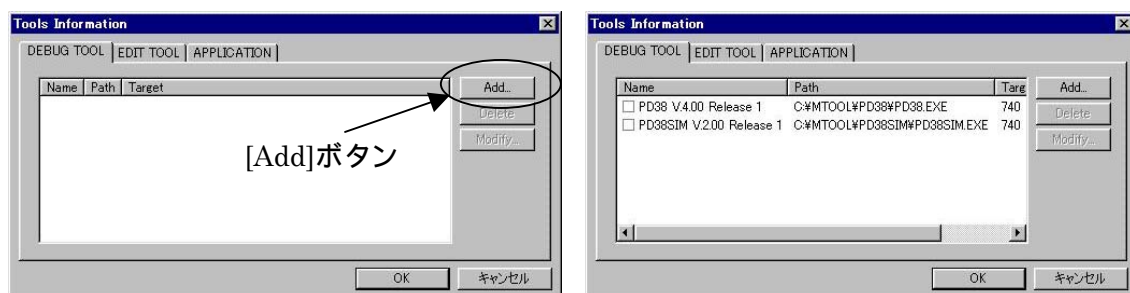 Tools Information
DEBUG TOOL EDIT TOOL APPLICATION
Name Path Target
Add...
Delete
Modify...
[Add]ボタン
OK キャンセル
Tools Information
DEBUG TOOL EDIT TOOL APPLICATION
Name Path Targ
PD38 V.4.00 Release 1 C:¥MTOOL¥PD38¥PD38.EXE 740
PD38SIM V.2.00 Release 1 C:¥MTOOL¥PD38SIM¥PD38SIM.EXE 740
Add...
Delete
Modify...
OK キャンセル